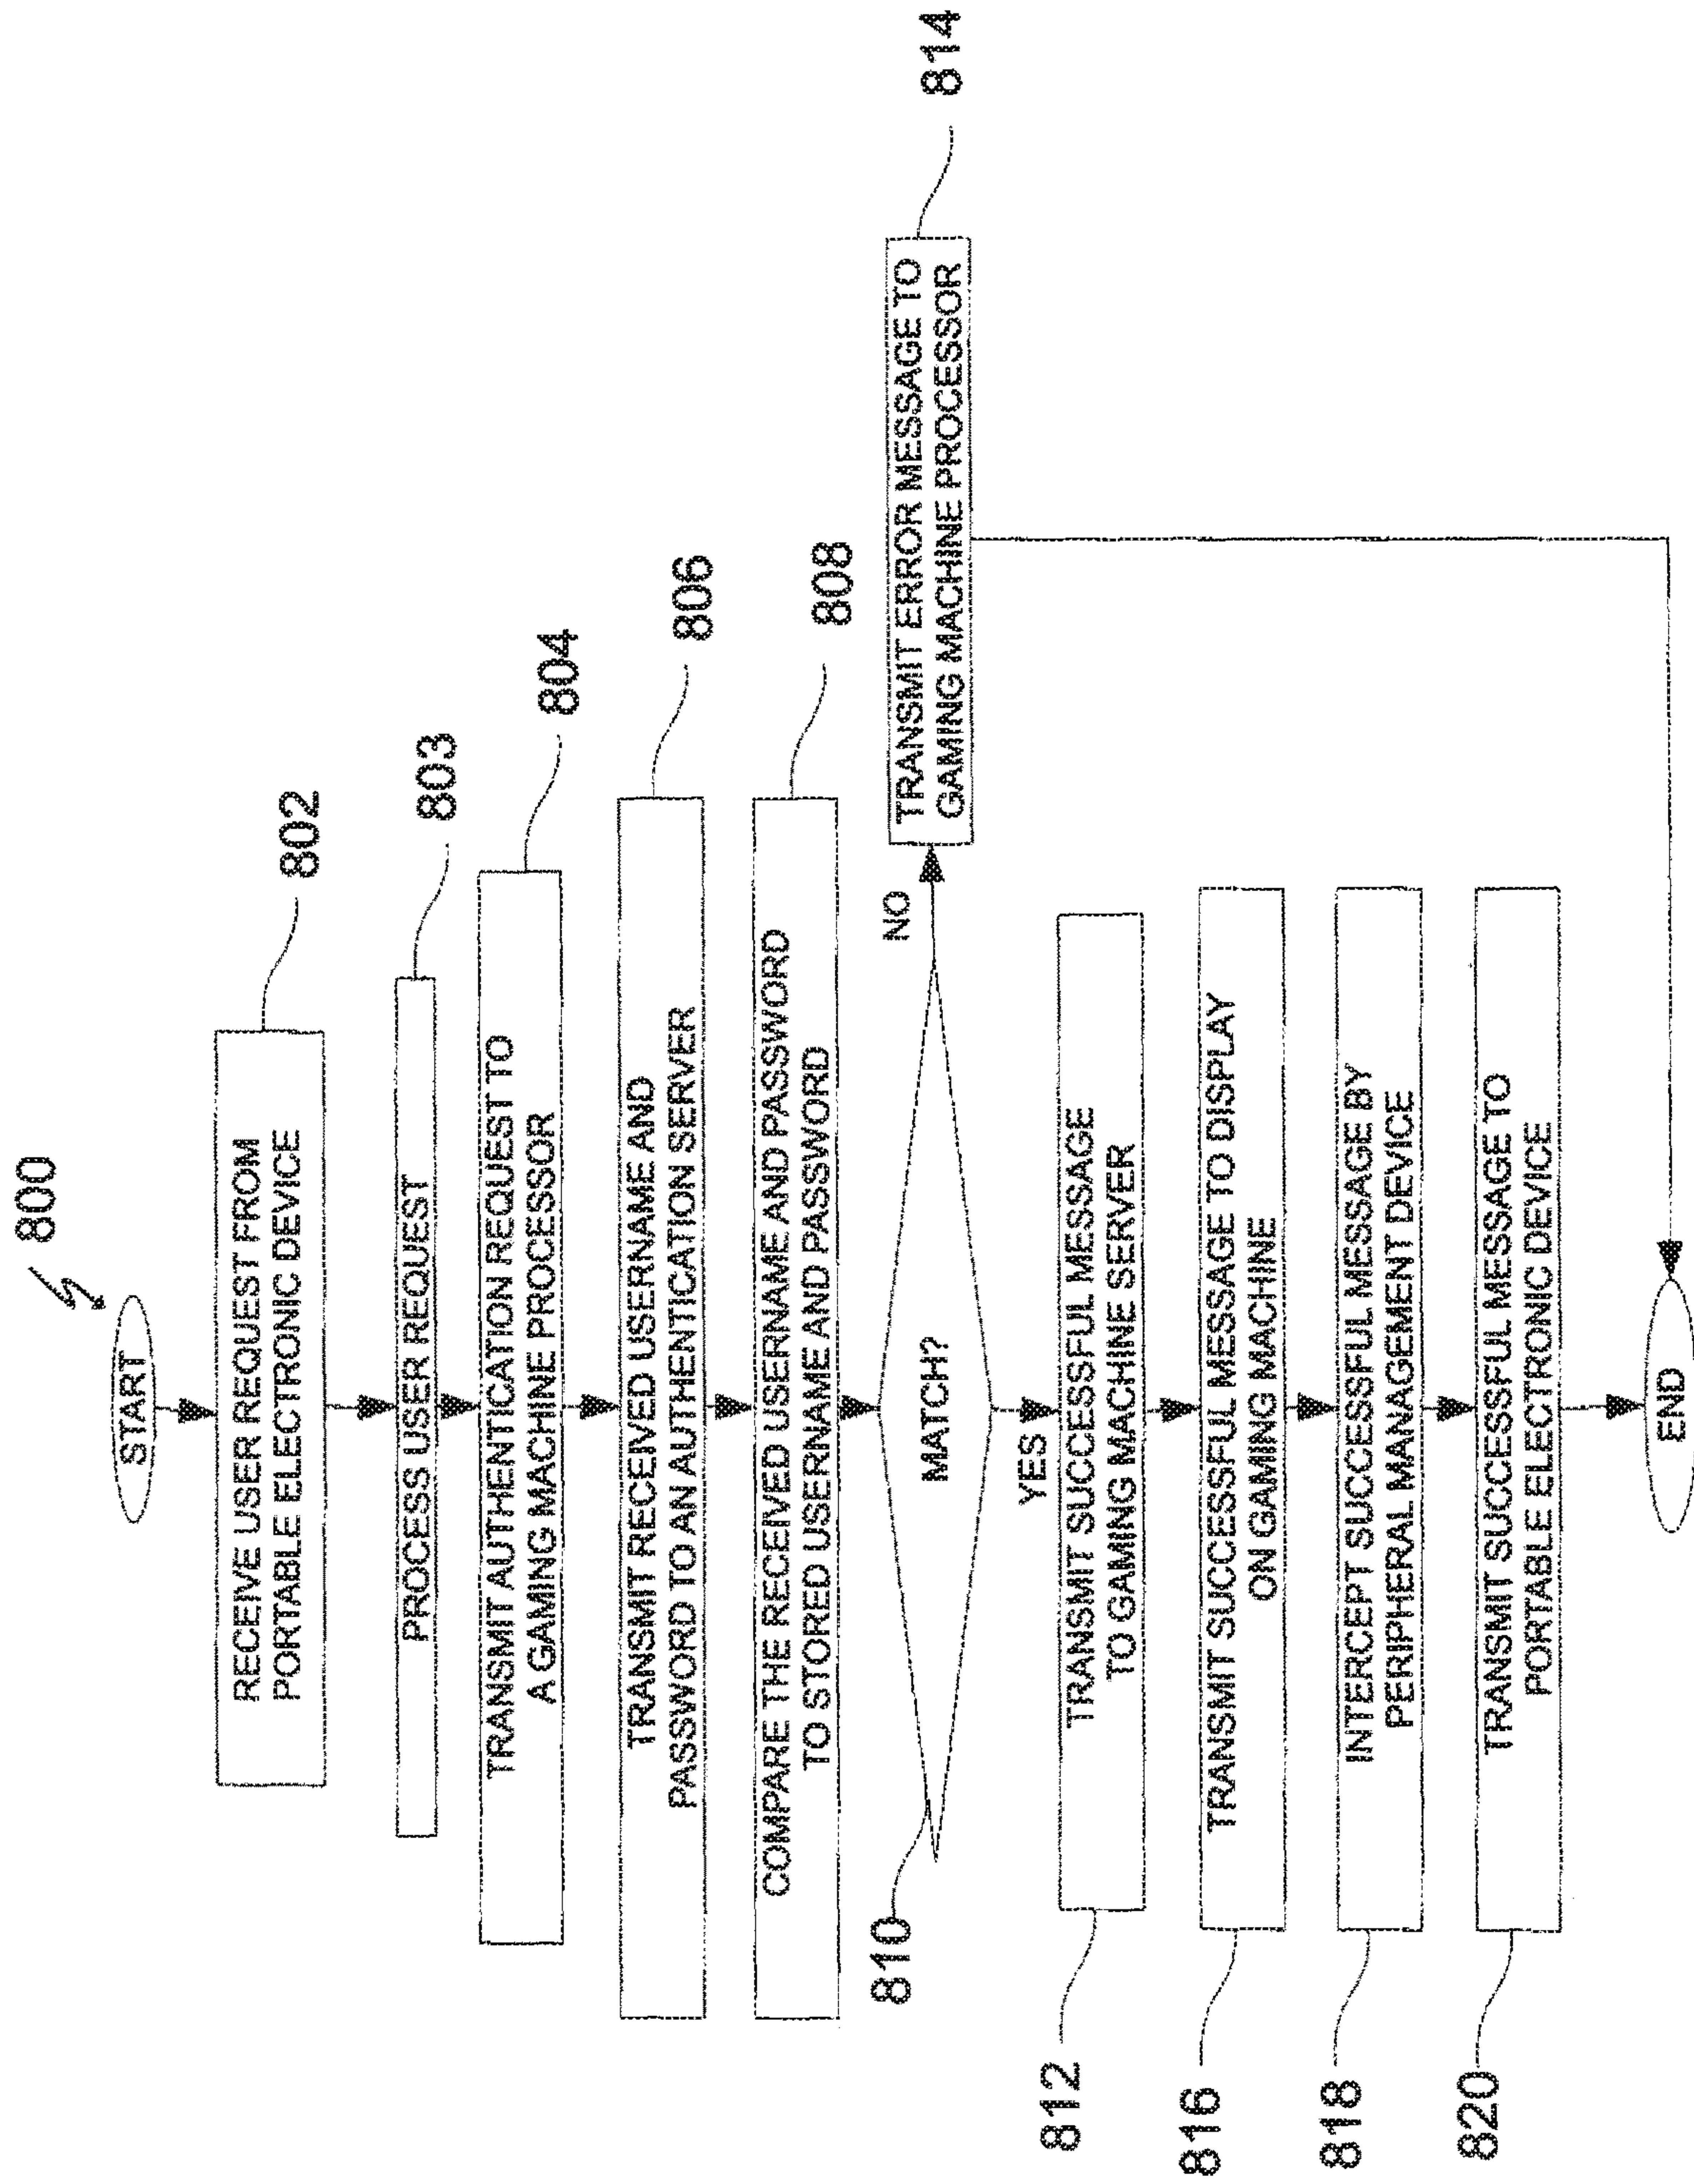 800
START
RECEIVE USER REQUEST FROM
PORTABLE ELECTRONIC DEVICE
802
PROCESS USER REQUEST
803
TRANSMIT AUTHENTICATION REQUEST TO
A GAMING MACHINE PROCESSOR
804
TRANSMIT RECEIVED USERNAME AND
PASSWORD TO AN AUTHENTICATION SERVER
806
COMPARE THE RECEIVED USERNAME AND PASSWORD
TO STORED USERNAME AND PASSWORD
808
810
MATCH?
NO
TRANSMIT ERROR MESSAGE TO
GAMING MACHINE PROCESSOR
814
YES
812
TRANSMIT SUCCESSFUL MESSAGE
TO GAMING MACHINE SERVER
816
TRANSMIT SUCCESSFUL MESSAGE TO DISPLAY
ON GAMING MACHINE
818
INTERCEPT SUCCESSFUL MESSAGE BY
PERIPHERAL MANAGEMENT DEVICE
820
TRANSMIT SUCCESSFUL MESSAGE TO
PORTABLE ELECTRONIC DEVICE
END